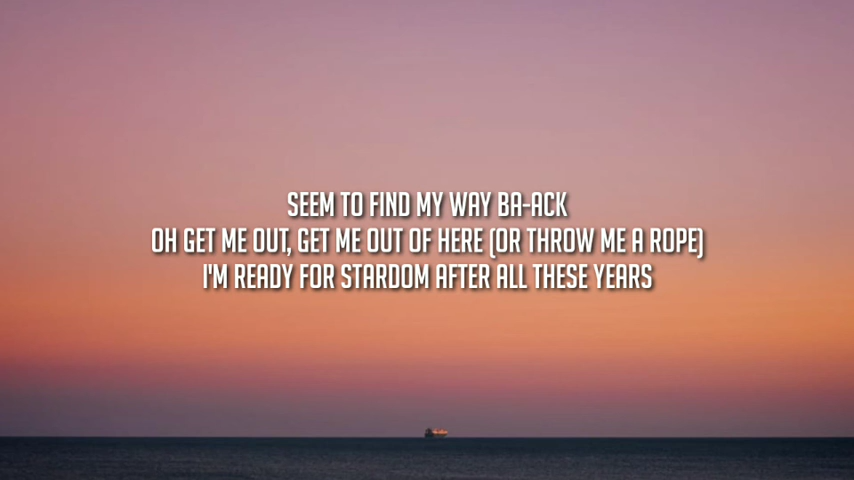 SEEM TO FIND MY WAY BA-ACK
OH GET ME OUT, GET ME OUT OF HERE (OR THROW ME A ROPE)
I'M READY FOR STARDOM AFTER ALL THESE YEARS